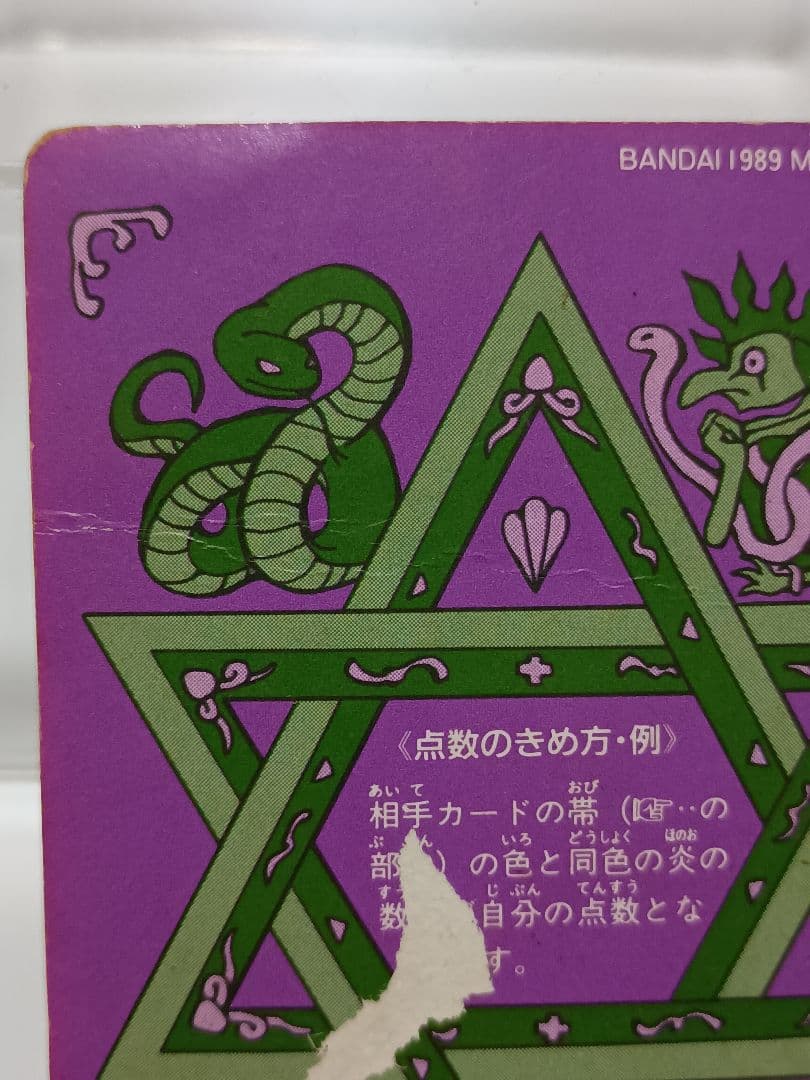 BANDAI 1989 M
《点数のきめ方・例》
相手カードの帯(☞‥の
部)の色と同色の炎の
数 自分の点数とな
す。